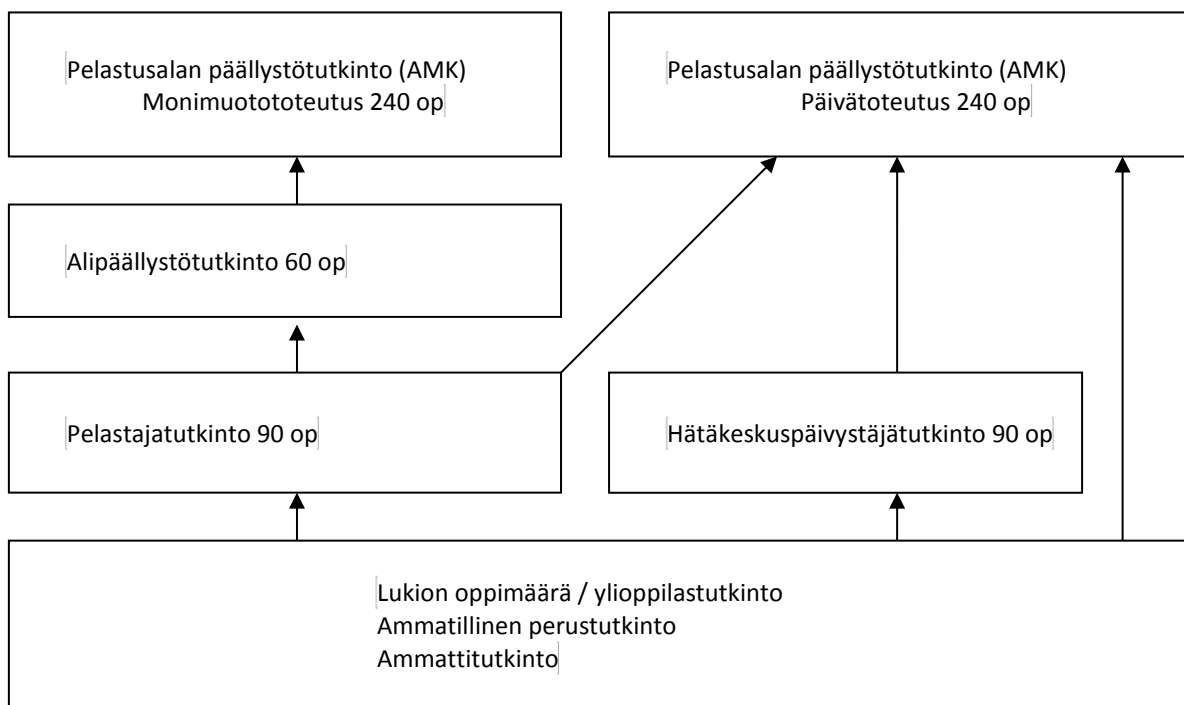 Pelastusalan päällystötutkinto (AMK)
Monimuotototeutus 240 op
Pelastusalan päällystötutkinto (AMK)
Päivätoteutus 240 op
Alipäällystötutkinto 60 op
Pelastajatutkinto 90 op
Hätäkeskuspäivystäjätutkinto 90 op
Lukion oppimäärä / ylioppilastutkinto
Ammatillinen perustutkinto
Ammattitutkinto